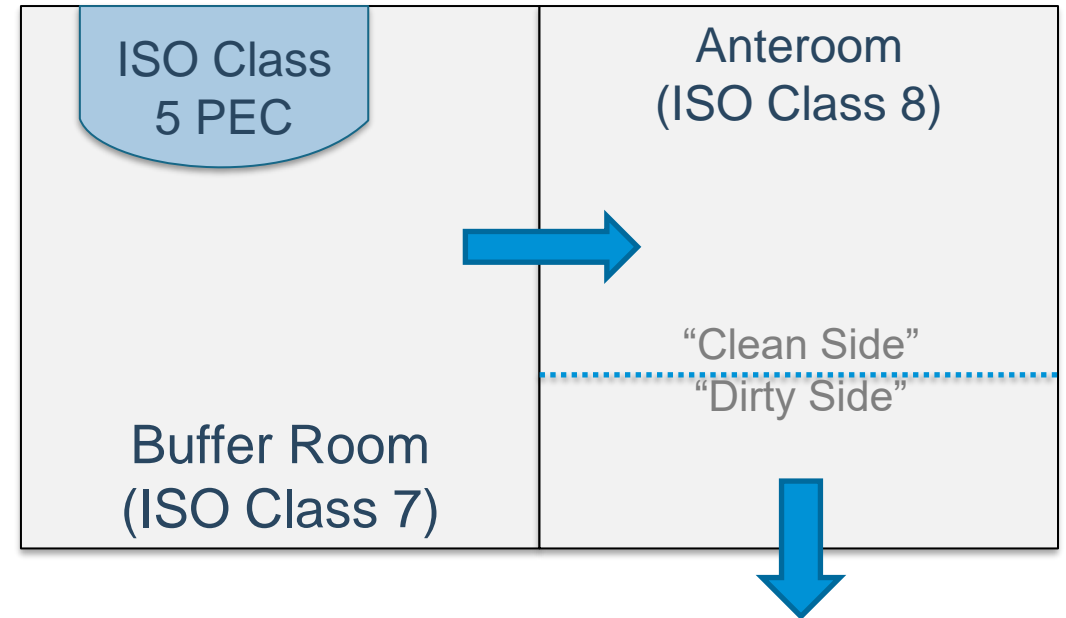 ISO Class
5 PEC
Anteroom
(ISO Class 8)
“Clean Side”
“Dirty Side”
Buffer Room
(ISO Class 7)